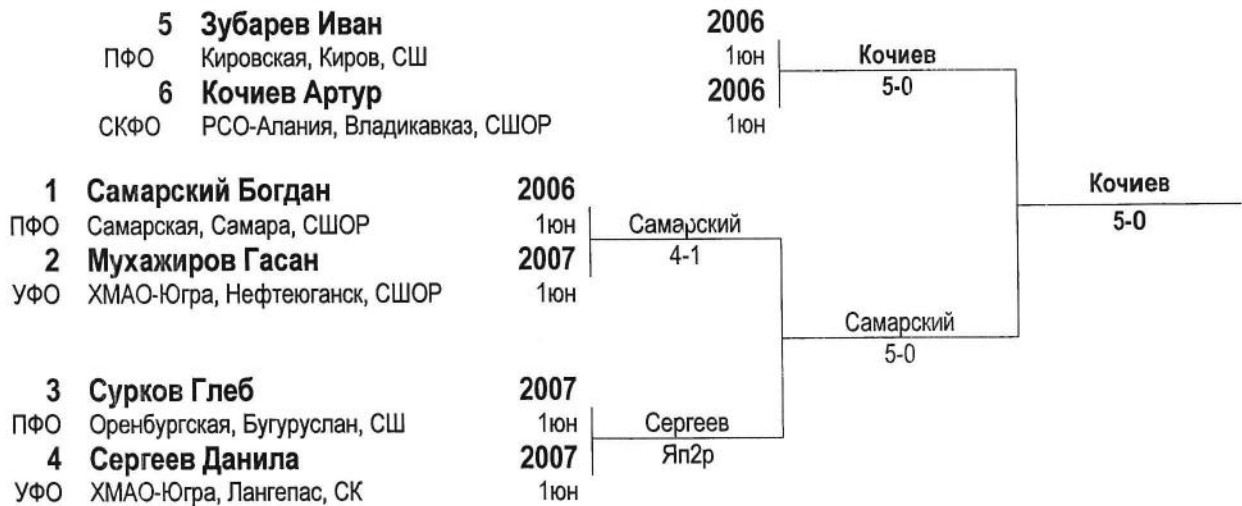 5 Зубарев Иван 2006
ПФО Кировская, Киров, СШ 1юн
Кочиев
5-0
6 Кочиев Артур 2006
СКФО РСО-Алания, Владикавказ, СШОР 1юн
1 Самарский Богдан 2006
ПФО Самарская, Самара, СШОР 1юн
Самарский
4-1
2 Мухажиров Гасан 2007
УФО ХМАО-Югра, Нефтеюганск, СШОР 1юн
Кочиев
5-0
Самарский
5-0
3 Сурков Глеб 2007
ПФО Оренбургская, Бугуруслан, СШ 1юн
Сергеев
Яп2р
4 Сергеев Данила 2007
УФО ХМАО-Югра, Лангепас, СК 1юн